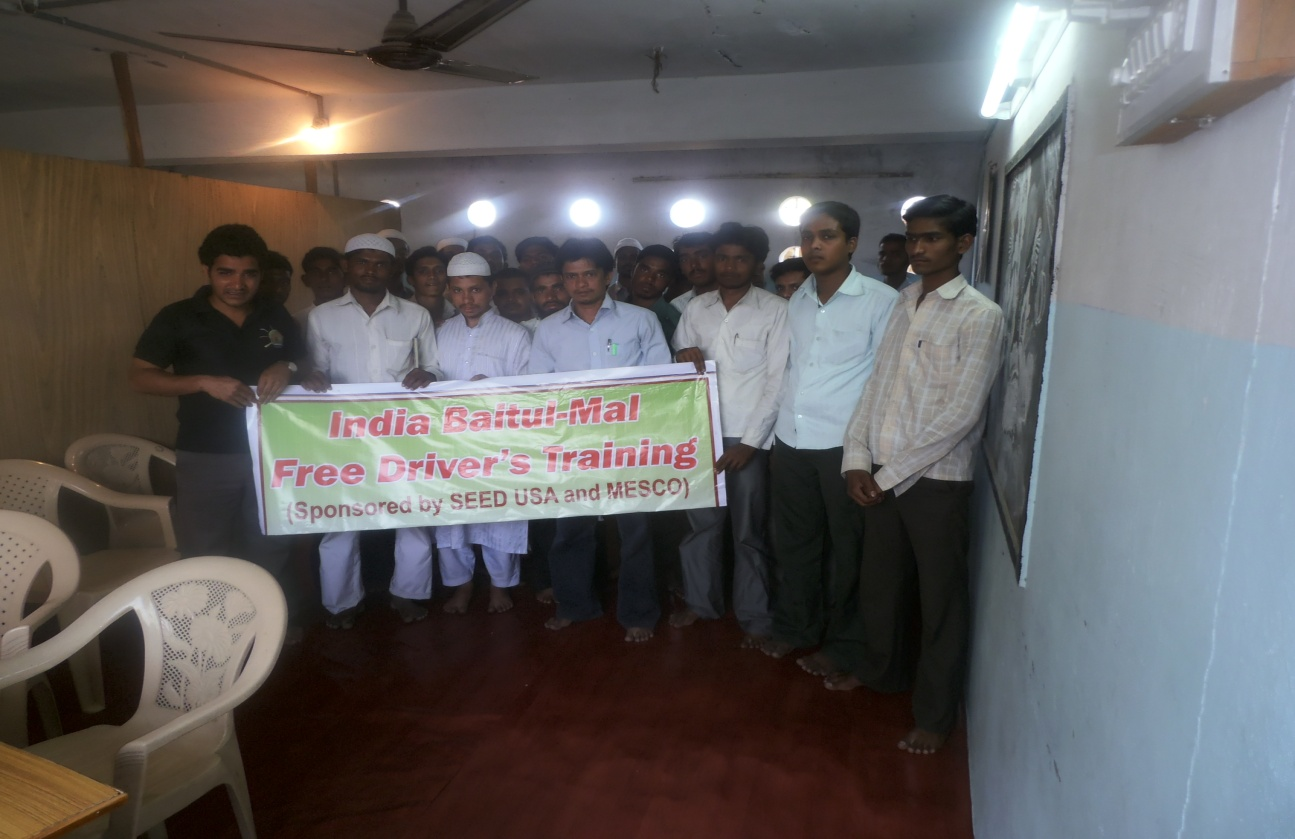 India Baitul-Mal
Free Driver's Training
(Sponsored by SEED USA and MESCO)